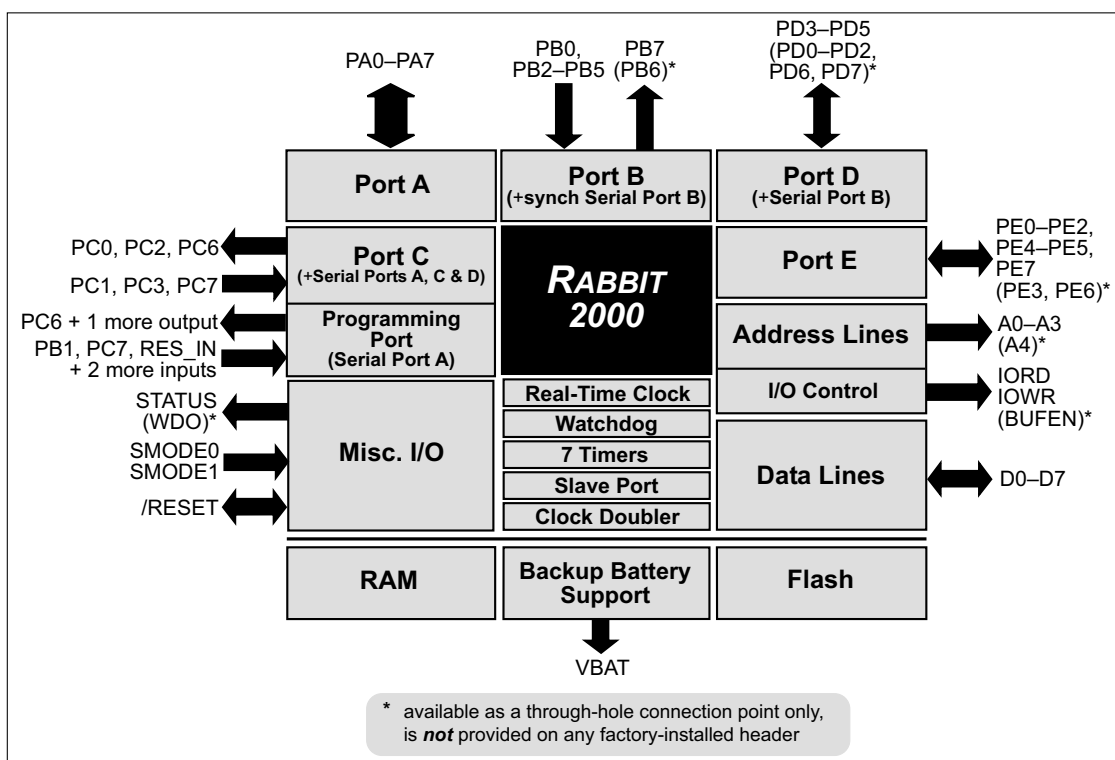 PA0–PA7
PB0,
PB2–PB5
PB7
(PB6)*
PD3–PD5
(PD0–PD2,
PD6, PD7)*
Port A
Port B
(+synch Serial Port B)
Port D
(+Serial Port B)
PC0, PC2, PC6
PC1, PC3, PC7
Port C
(+Serial Ports A, C & D)
RABBIT
2000
Port E
PE0–PE2,
PE4–PE5,
PE7
(PE3, PE6)*
PC6 + 1 more output
PB1, PC7, RES_IN
+ 2 more inputs
Programming
Port
(Serial Port A)
Address Lines
A0–A3
(A4)*
I/O Control
IORD
IOWR
(BUFEN)*
STATUS
(WDO)*
SMODE0
SMODE1
/RESET
Misc. I/O
Real-Time Clock
Watchdog
7 Timers
Slave Port
Clock Doubler
Data Lines
D0–D7
RAM
Backup Battery
Support
Flash
VBAT
* available as a through-hole connection point only,
is not provided on any factory-installed header